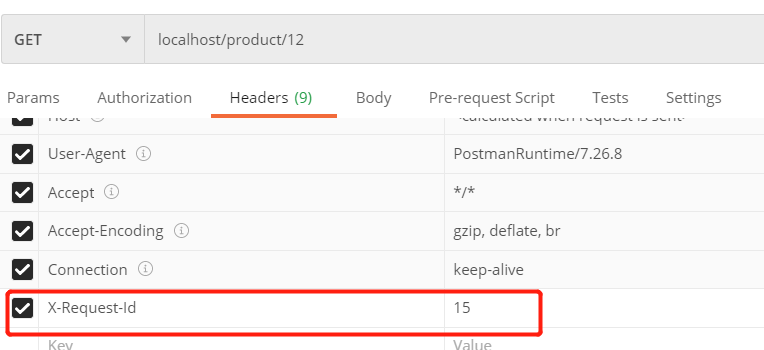 GET localhost/product/12
Params Authorization Headers (9) Body Pre-request Script Tests Settings
Host <calculated when request is sent>
User-Agent PostmanRuntime/7.26.8
Accept */*
Accept-Encoding gzip, deflate, br
Connection keep-alive
X-Request-Id 15
Key Value